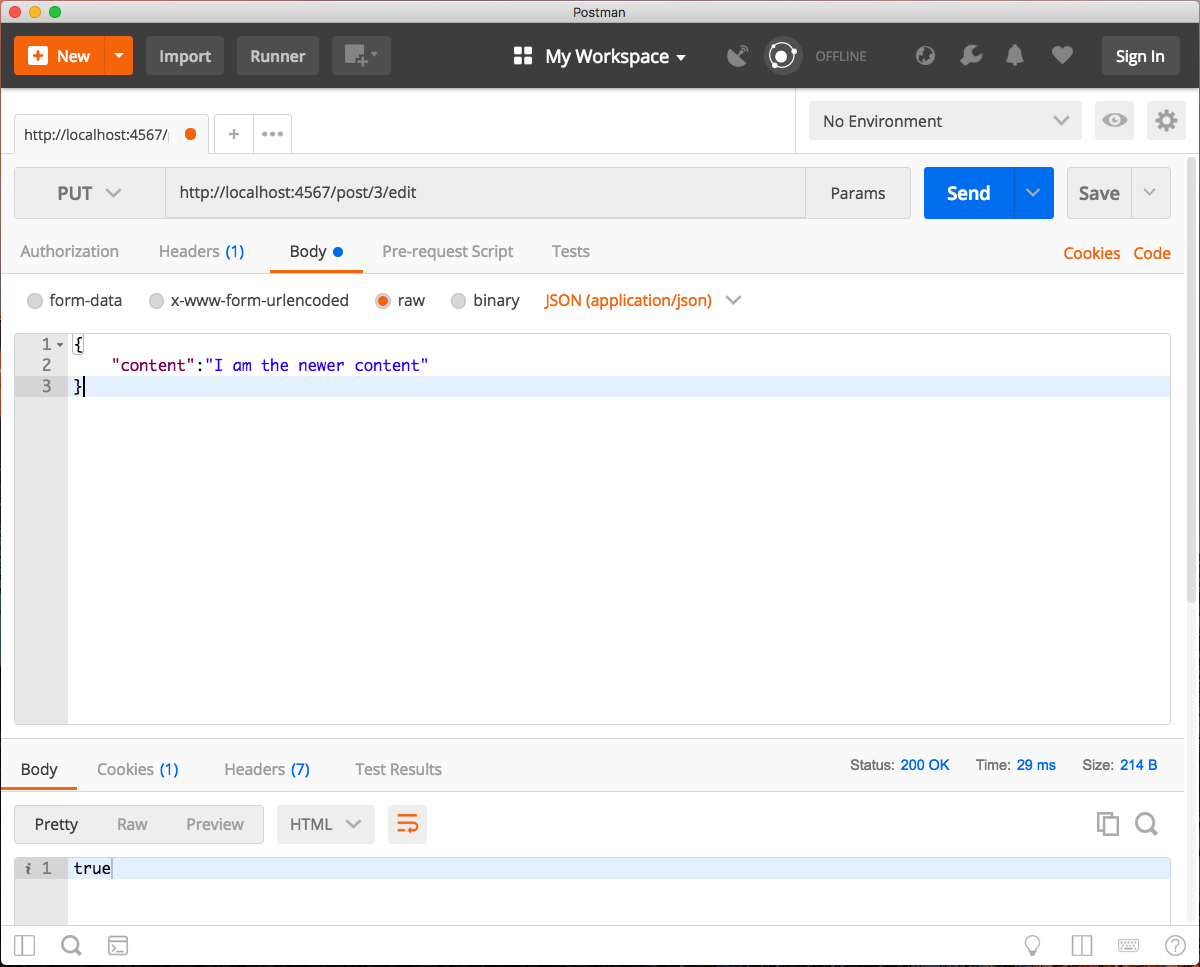 Postman
New Import Runner My Workspace OFFLINE Sign In
http://localhost:4567/ + ••• No Environment
PUT http://localhost:4567/post/3/edit Params Send Save
Authorization Headers (1) Body Pre-request Script Tests Cookies Code
form-data x-www-form-urlencoded raw binary JSON (application/json)
1 {
2 "content":"I am the newer content"
3 }
Body Cookies (1) Headers (7) Test Results Status: 200 OK Time: 29 ms Size: 214 B
Pretty Raw Preview HTML
i 1 true